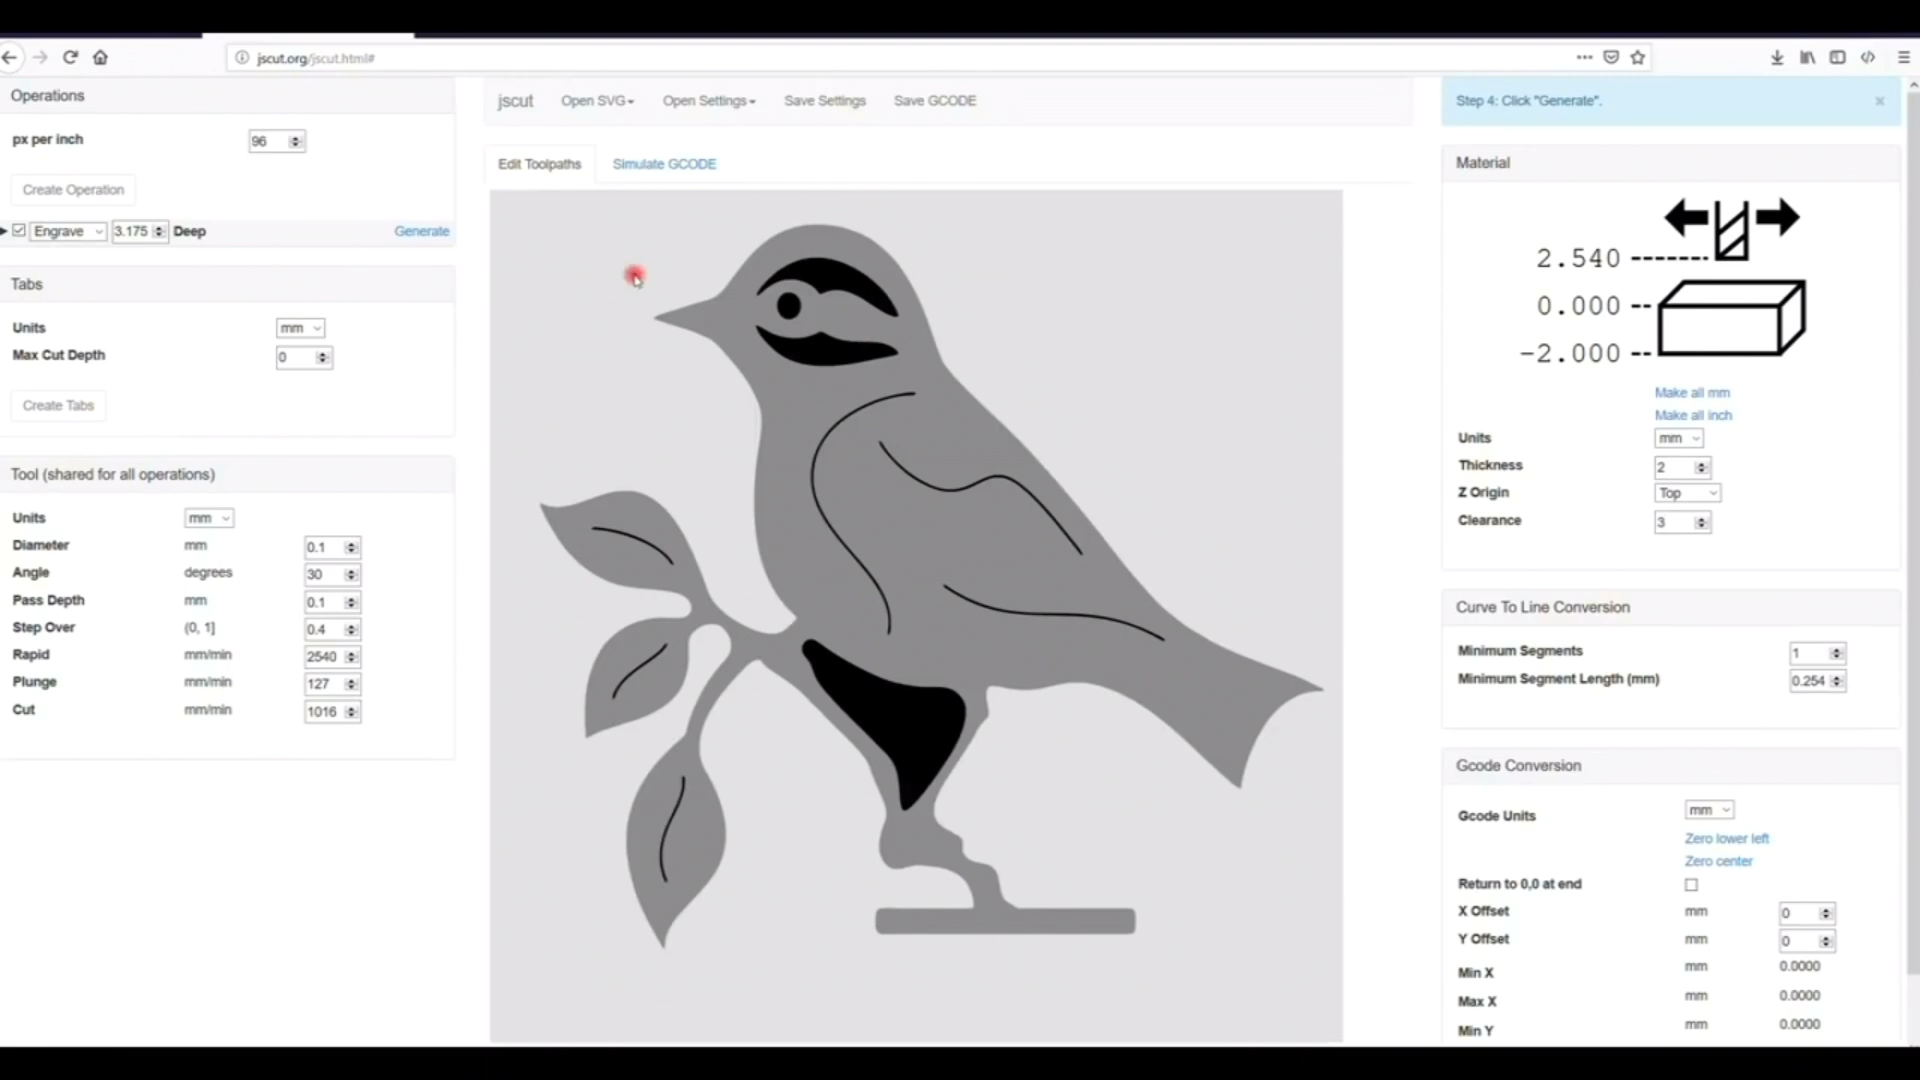 jscut.org/jscut.html#
Operations
px per inch 96
Create Operation
Engrave 3.175 Deep Generate
Tabs
Units mm
Max Cut Depth 0
Create Tabs
Tool (shared for all operations)
Units mm
Diameter mm 0.1
Angle degrees 30
Pass Depth mm 0.1
Step Over (0, 1] 0.4
Rapid mm/min 2540
Plunge mm/min 127
Cut mm/min 1016
jscut Open SVG Open Settings Save Settings Save GCODE
Edit Toolpaths Simulate GCODE
Step 4: Click "Generate". ×
Material
2.540
0.000
-2.000
Make all mm
Make all inch
Units mm
Thickness 2
Z Origin Top
Clearance 3
Curve To Line Conversion
Minimum Segments 1
Minimum Segment Length (mm) 0.254
Gcode Conversion
Gcode Units mm
Zero lower left
Zero center
Return to 0,0 at end
X Offset mm 0
Y Offset mm 0
Min X mm 0.0000
Max X mm 0.0000
Min Y mm 0.0000